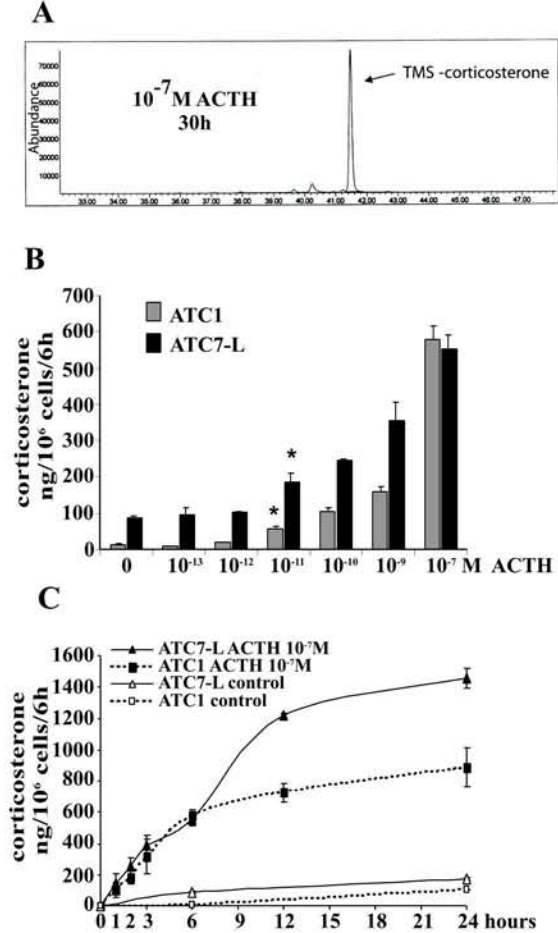 A
Abundance
70000
60000
50000
40000
30000
20000
10000
10⁻⁷M ACTH
30h
TMS -corticosterone
33.00 34.00 35.00 36.00 37.00 38.00 39.00 40.00 41.00 42.00 43.00 44.00 45.00 46.00 47.00
B
corticosterone
ng/10⁶ cells/6h
700
600
500
400
300
200
100
0
ATC1
ATC7-L
*
*
0 10⁻¹³ 10⁻¹² 10⁻¹¹ 10⁻¹⁰ 10⁻⁹ 10⁻⁷ M ACTH
C
corticosterone
ng/10⁶ cells/6h
1600
1400
1200
1000
800
600
400
200
0
ATC7-L ACTH 10⁻⁷M
ATC1 ACTH 10⁻⁷M
ATC7-L control
ATC1 control
0 1 2 3 6 9 12 15 18 21 24 hours